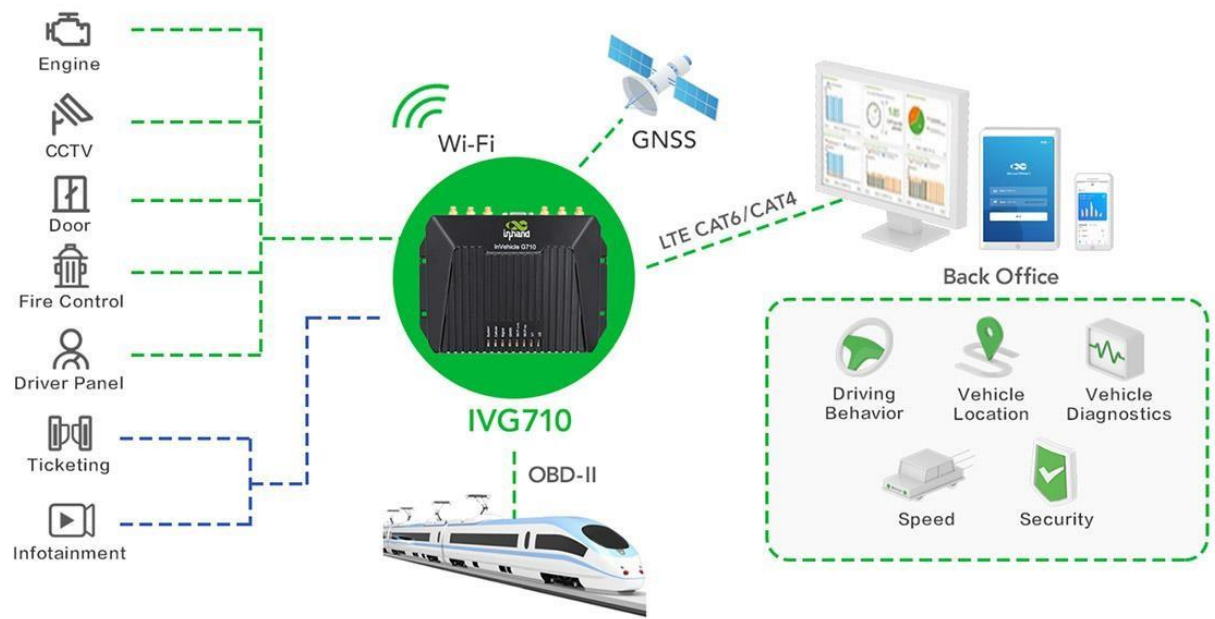 Engine
CCTV
Door
Fire Control
Driver Panel
Ticketing
Infotainment
Wi-Fi
GNSS
inhand
InVehicle G710
IVG710
OBD-II
LTE CAT6/CAT4
Back Office
Driving
Behavior
Vehicle
Location
Vehicle
Diagnostics
Speed
Security